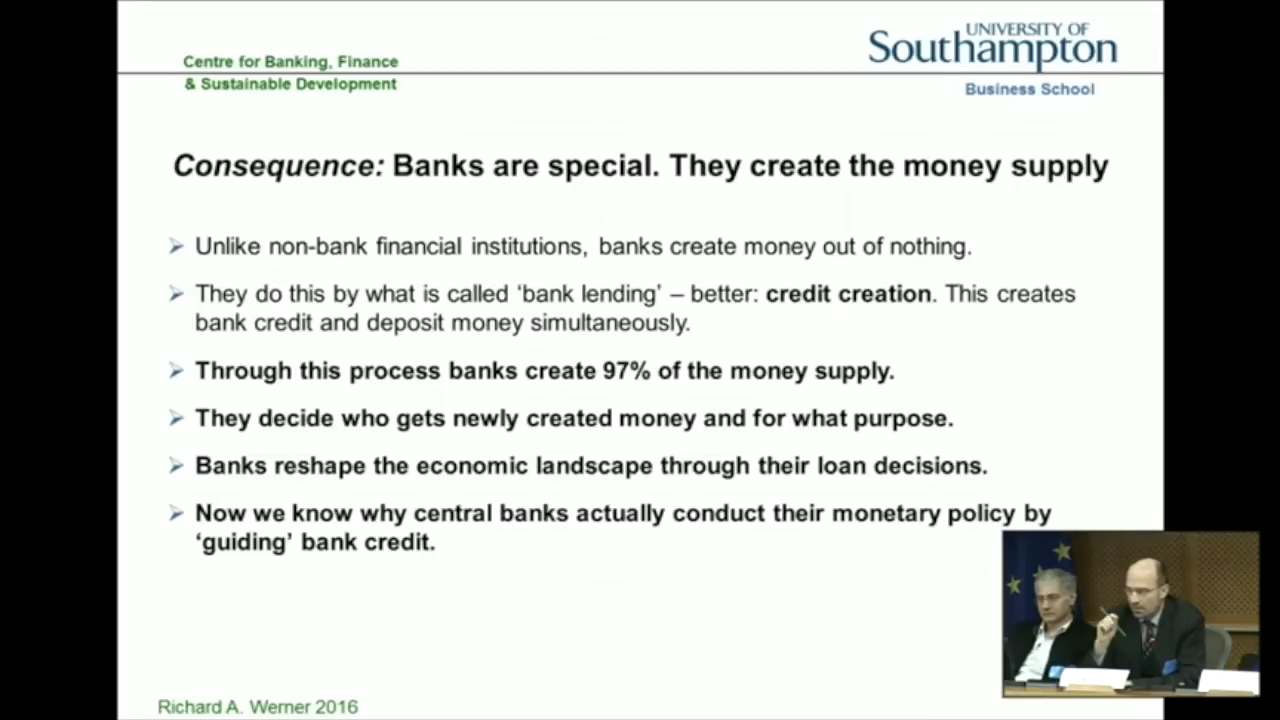 Centre for Banking, Finance
& Sustainable Development
UNIVERSITY OF
Southampton
Business School
Consequence: Banks are special. They create the money supply
Unlike non-bank financial institutions, banks create money out of nothing.
They do this by what is called ‘bank lending’ – better: credit creation. This creates
bank credit and deposit money simultaneously.
Through this process banks create 97% of the money supply.
They decide who gets newly created money and for what purpose.
Banks reshape the economic landscape through their loan decisions.
Now we know why central banks actually conduct their monetary policy by
‘guiding’ bank credit.
Richard A. Werner 2016